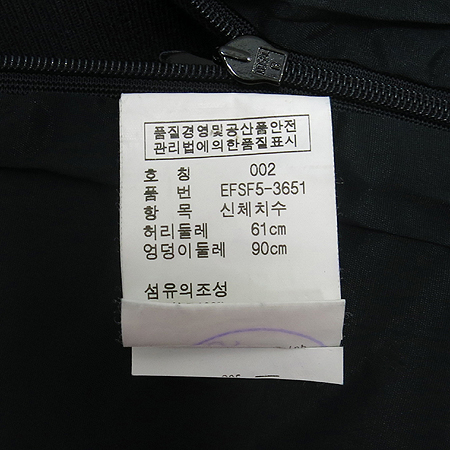 품질경영및공산품안전
관리법에의한품질표시
호 칭 002
품 번 EFSF5-3651
항 목 신체치수
허리둘레 61cm
엉덩이둘레 90cm
섬유의조성